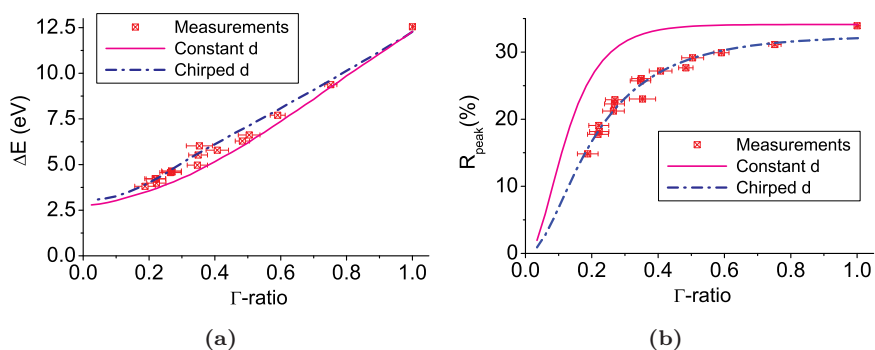 12.5
10.0
7.5
5.0
2.5
0.0
ΔE (eV)
Measurements
Constant d
Chirped d
0.0 0.2 0.4 0.6 0.8 1.0
Γ-ratio
(a)
30
20
10
0
R_peak(%)
Measurements
Constant d
Chirped d
0.0 0.2 0.4 0.6 0.8 1.0
Γ-ratio
(b)